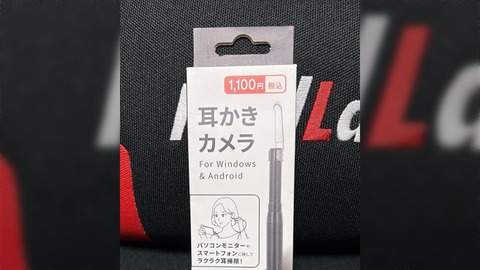 1,100円 税込
耳かき
カメラ
For Windows
& Android
パソコンモニターや
スマートフォンに映して
ラクラク耳掃除!